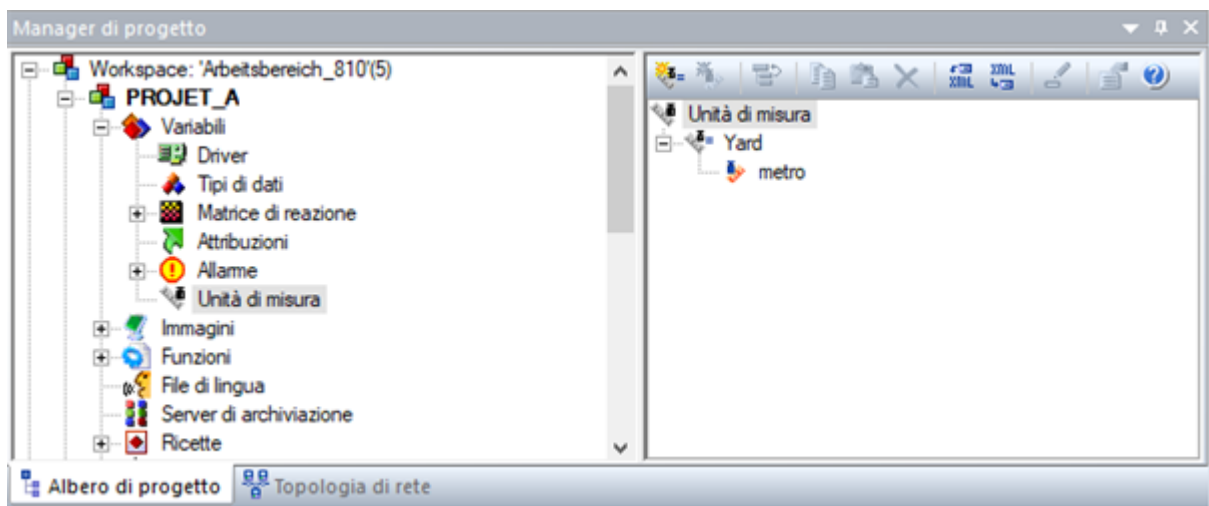 Manager di progetto
Workspace: 'Arbeitsbereich_810'(5)
PROJET_A
Variabili
Driver
Tipi di dati
Matrice di reazione
Attribuzioni
Allarme
Unità di misura
Immagini
Funzioni
File di lingua
Server di archiviazione
Ricette
XML XML
Unità di misura
Yard
metro
Albero di progetto Topologia di rete